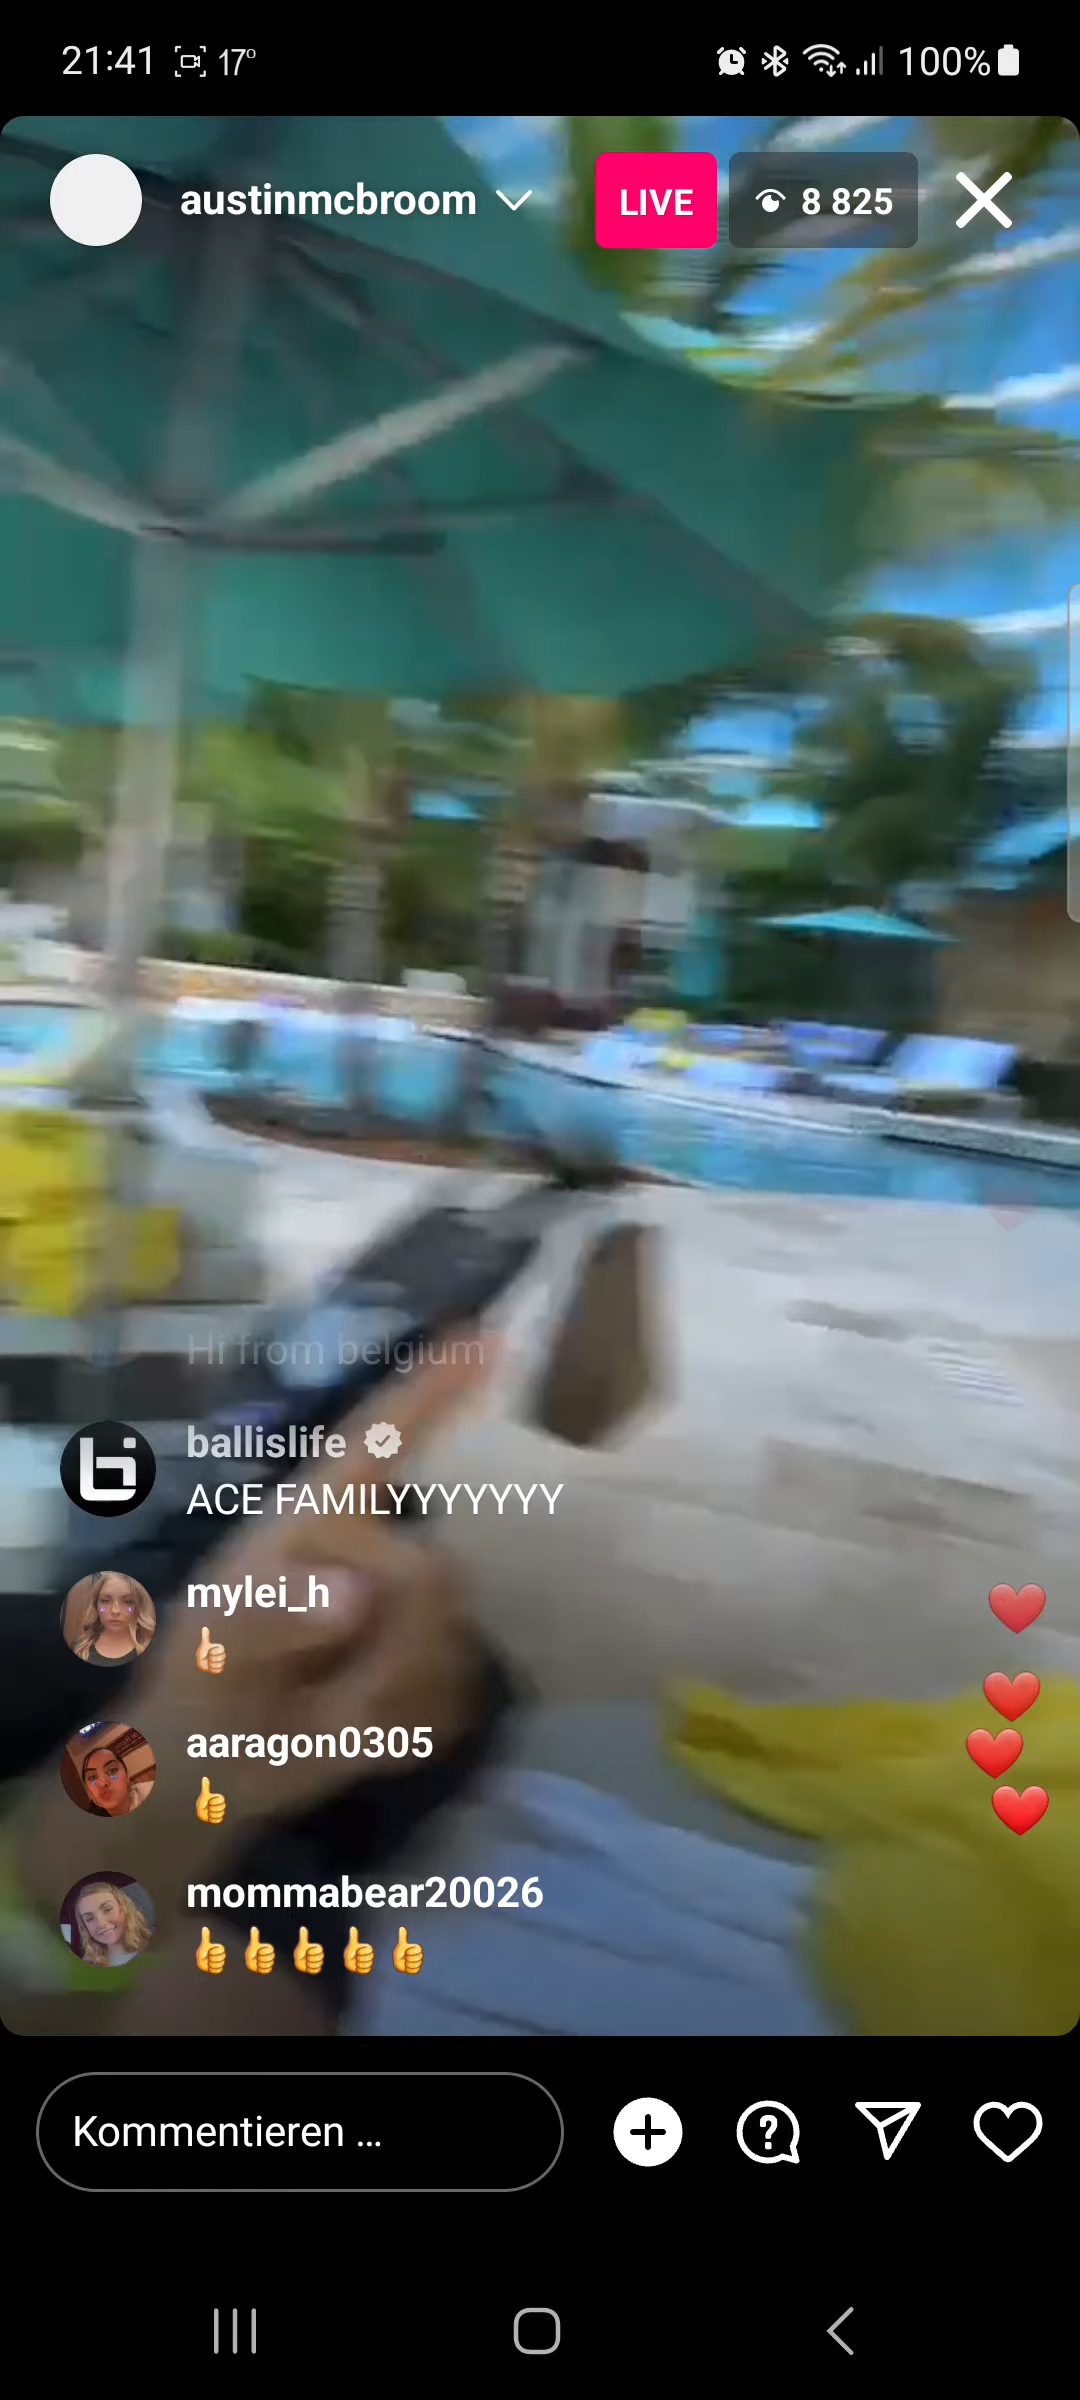 21:41 17°
100%
austinmcbroom
LIVE
8 825
Hi from belgium
ballislife
ACE FAMILYYYYYYY
mylei_h
👍🏻
aaragon0305
👍
mommabear20026
👍👍👍👍👍
Kommentieren ...